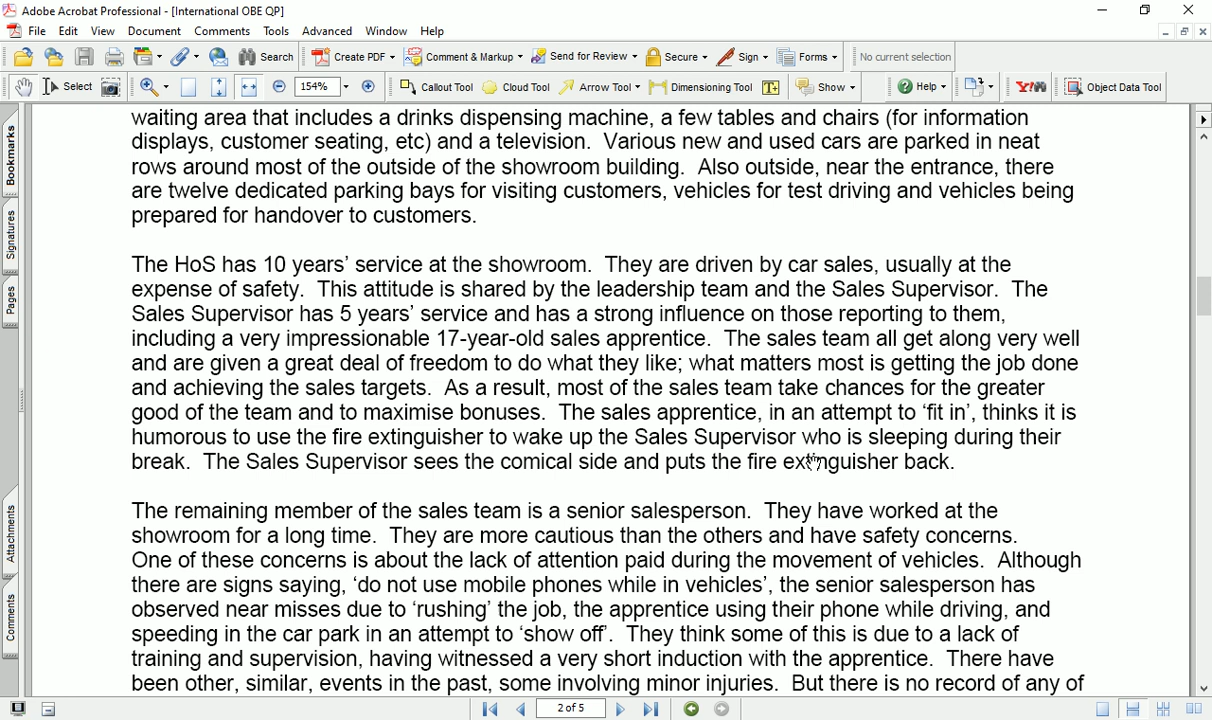 Adobe Acrobat Professional - [International OBE QP]
File Edit View Document Comments Tools Advanced Window Help
Search Create PDF Comment & Markup Send for Review Secure Sign Forms No current selection
Select 154% Callout Tool Cloud Tool Arrow Tool Dimensioning Tool T Show Help Y! Object Data Tool
Bookmarks
Signatures
Pages
Attachments
Comments
waiting area that includes a drinks dispensing machine, a few tables and chairs (for information
displays, customer seating, etc) and a television. Various new and used cars are parked in neat
rows around most of the outside of the showroom building. Also outside, near the entrance, there
are twelve dedicated parking bays for visiting customers, vehicles for test driving and vehicles being
prepared for handover to customers.
The HoS has 10 years’ service at the showroom. They are driven by car sales, usually at the
expense of safety. This attitude is shared by the leadership team and the Sales Supervisor. The
Sales Supervisor has 5 years’ service and has a strong influence on those reporting to them,
including a very impressionable 17-year-old sales apprentice. The sales team all get along very well
and are given a great deal of freedom to do what they like; what matters most is getting the job done
and achieving the sales targets. As a result, most of the sales team take chances for the greater
good of the team and to maximise bonuses. The sales apprentice, in an attempt to ‘fit in’, thinks it is
humorous to use the fire extinguisher to wake up the Sales Supervisor who is sleeping during their
break. The Sales Supervisor sees the comical side and puts the fire extinguisher back.
The remaining member of the sales team is a senior salesperson. They have worked at the
showroom for a long time. They are more cautious than the others and have safety concerns.
One of these concerns is about the lack of attention paid during the movement of vehicles. Although
there are signs saying, ‘do not use mobile phones while in vehicles’, the senior salesperson has
observed near misses due to ‘rushing’ the job, the apprentice using their phone while driving, and
speeding in the car park in an attempt to ‘show off’. They think some of this is due to a lack of
training and supervision, having witnessed a very short induction with the apprentice. There have
been other, similar, events in the past, some involving minor injuries. But there is no record of any of
2 of 5